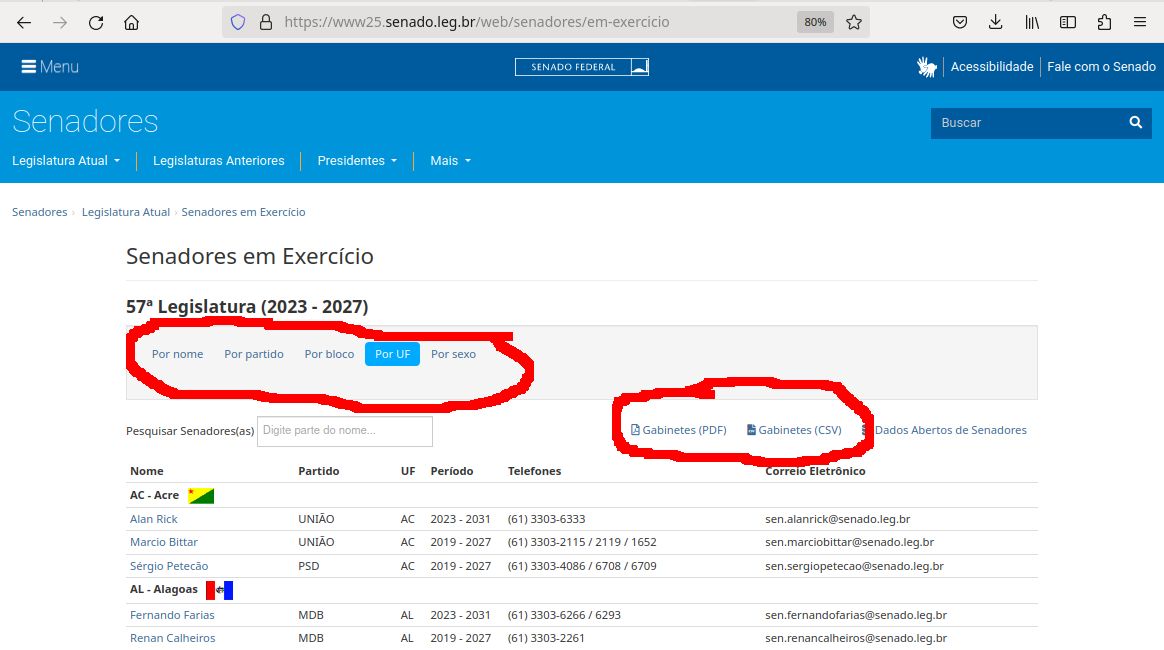 https://www25.senado.leg.br/web/senadores/em-exercicio 80%
Menu SENADO FEDERAL Acessibilidade Fale com o Senado
Senadores Buscar
Legislatura Atual Legislaturas Anteriores Presidentes Mais
Senadores › Legislatura Atual › Senadores em Exercício
Senadores em Exercício
57ª Legislatura (2023 - 2027)
Por nome Por partido Por bloco Por UF Por sexo
Pesquisar Senadores(as) Digite parte do nome... Gabinetes (PDF) Gabinetes (CSV) Dados Abertos de Senadores
Nome Partido UF Período Telefones Correio Eletrônico
AC - Acre
Alan Rick UNIÃO AC 2023 - 2031 (61) 3303-6333 sen.alanrick@senado.leg.br
Marcio Bittar UNIÃO AC 2019 - 2027 (61) 3303-2115 / 2119 / 1652 sen.marciobittar@senado.leg.br
Sérgio Petecão PSD AC 2019 - 2027 (61) 3303-4086 / 6708 / 6709 sen.sergiopetecao@senado.leg.br
AL - Alagoas
Fernando Farias MDB AL 2023 - 2031 (61) 3303-6266 / 6293 sen.fernandofarias@senado.leg.br
Renan Calheiros MDB AL 2019 - 2027 (61) 3303-2261 sen.renancalheiros@senado.leg.br